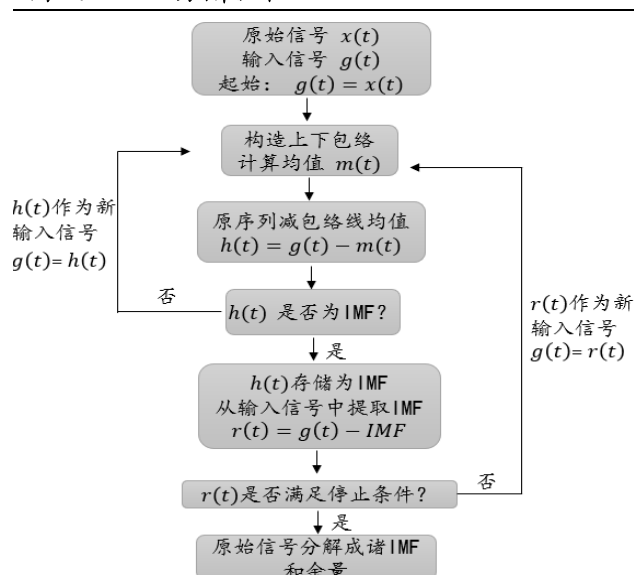 原始信号 x(t)
输入信号 g(t)
起始： g(t) = x(t)
构造上下包络
计算均值 m(t)
h(t)作为新
输入信号
g(t)= h(t)
原序列减包络线均值
h(t) = g(t) − m(t)
否
h(t) 是否为IMF?
r(t)作为新
输入信号
g(t)= r(t)
是
h(t)存储为IMF
从输入信号中提取IMF
r(t) = g(t) − IMF
r(t)是否满足停止条件?
否
是
原始信号分解成诸IMF
和余量